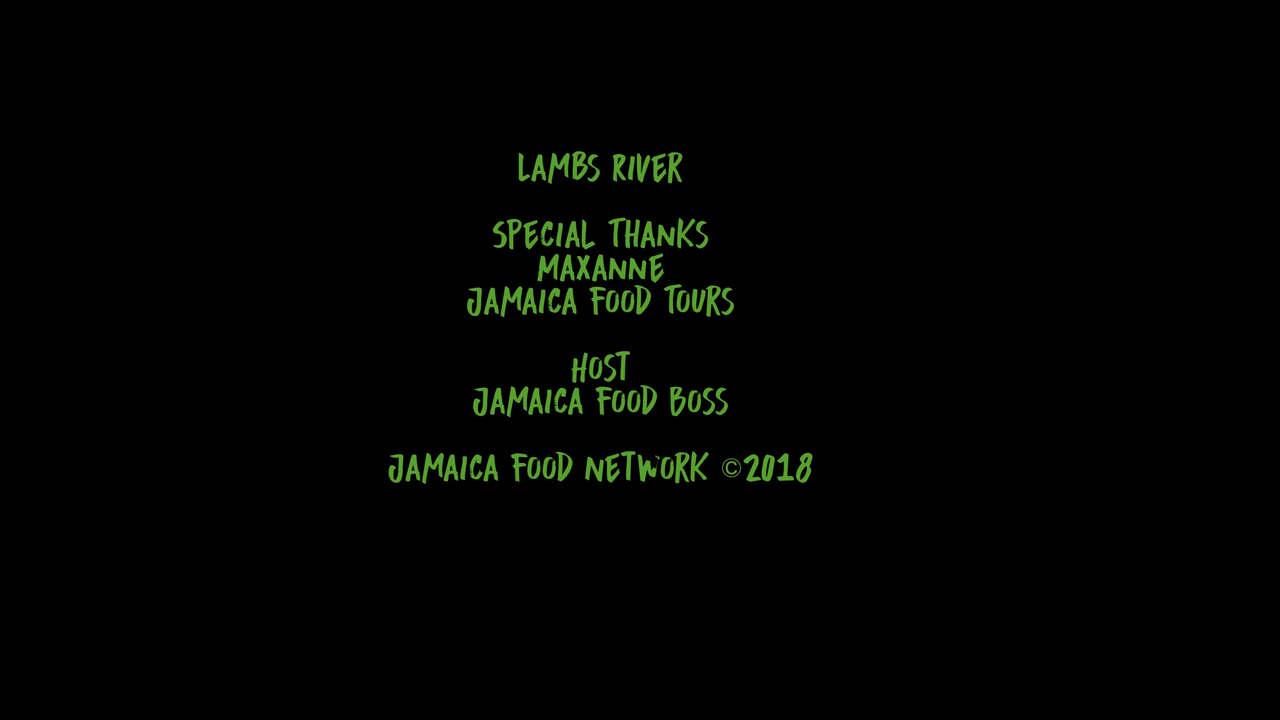 LAMBS RIVER
SPECIAL THANKS
MAXANNE
JAMAICA FOOD TOURS
HOST
JAMAICA FOOD BOSS
JAMAICA FOOD NETWORK ©2018